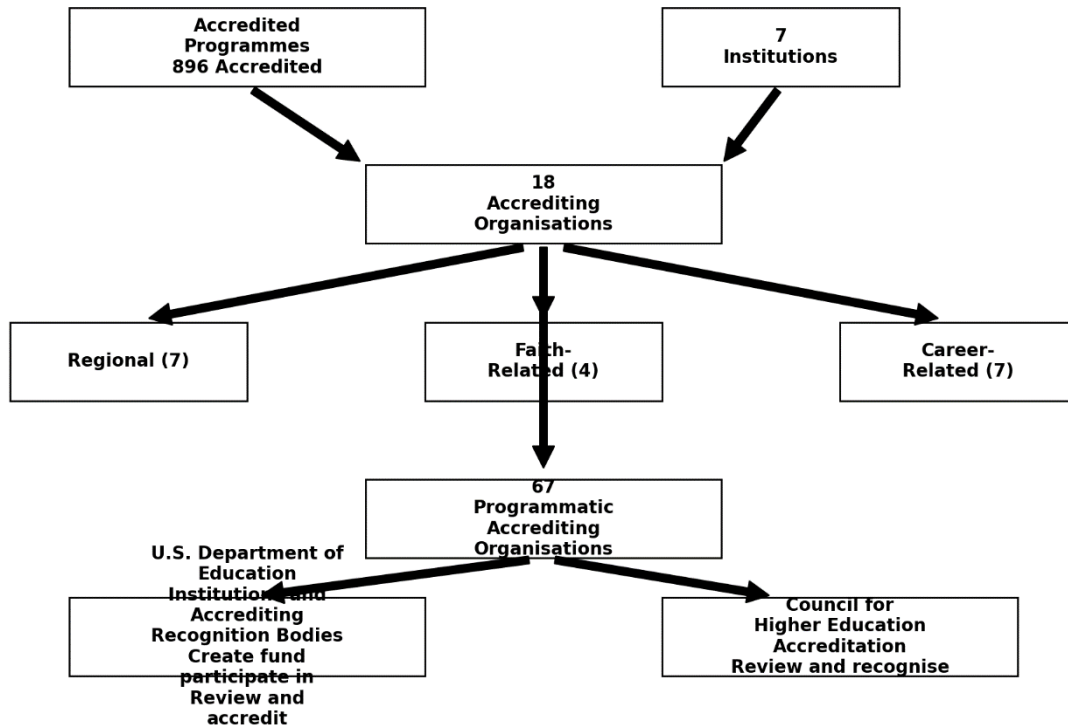 Accredited
Programmes
896 Accredited
7
Institutions
18
Accrediting
Organisations
Regional (7)
Faith-
Related (4)
Career-
Related (7)
67
Programmatic
Accrediting
Organisations
U.S. Department of
Education
Institutions and
Accrediting
Recognition Bodies
Create fund
participate in
Review and
accredit
Council for
Higher Education
Accreditation
Review and recognise